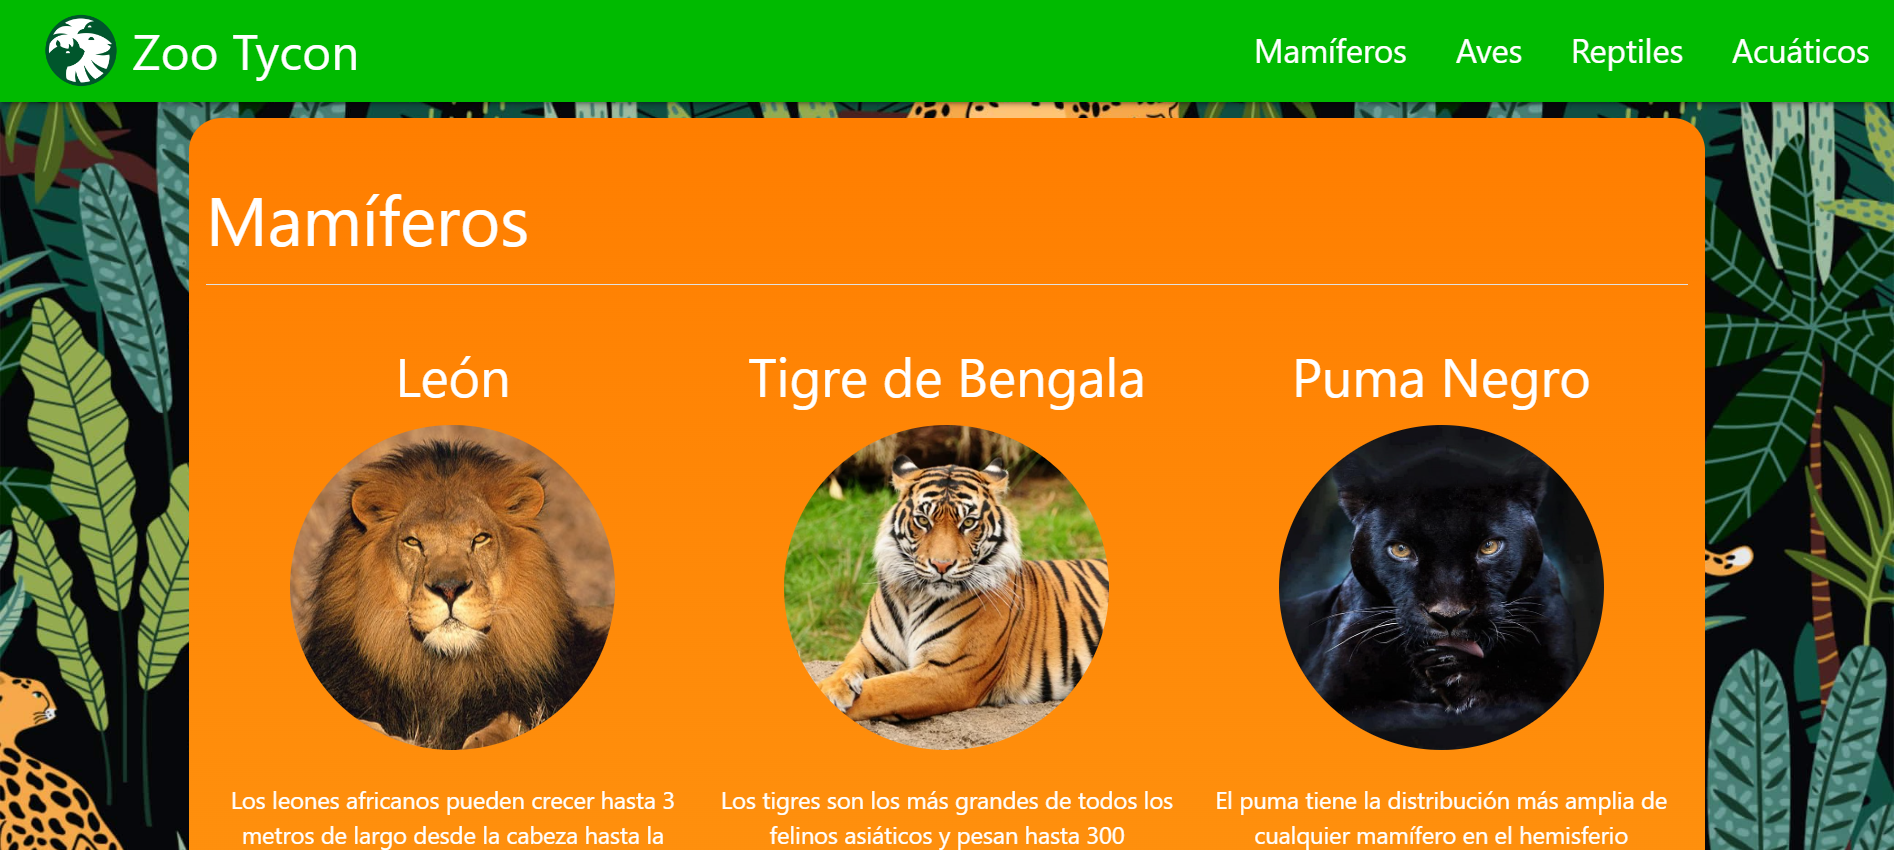 Zoo Tycon
Mamíferos Aves Reptiles Acuáticos
Mamíferos
León
Tigre de Bengala
Puma Negro
Los leones africanos pueden crecer hasta 3
metros de largo desde la cabeza hasta la
Los tigres son los más grandes de todos los
felinos asiáticos y pesan hasta 300
El puma tiene la distribución más amplia de
cualquier mamífero en el hemisferio